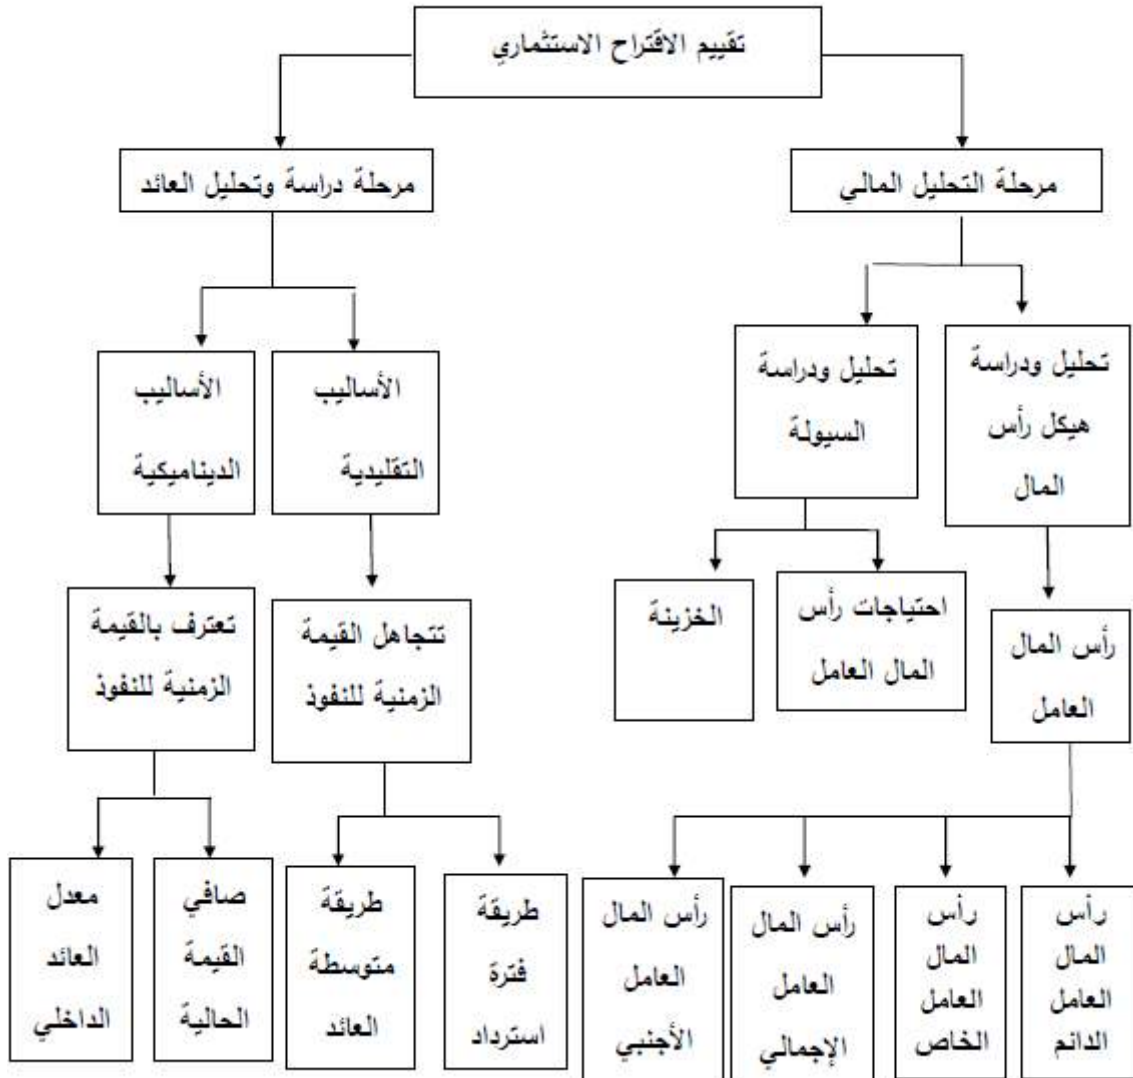 تقييم الاقتراح الاستثماري
مرحلة التحليل المالي
مرحلة دراسة وتحليل العائد
تحليل ودراسة
هيكل رأس
المال
تحليل ودراسة
السيولة
الأساليب
التقليدية
الأساليب
الديناميكية
رأس المال
العامل
احتياجات رأس
المال العامل
الخزينة
تتجاهل القيمة
الزمنية للنفوذ
تعترف بالقيمة
الزمنية للنفوذ
رأس
المال
العامل
الدائم
رأس
المال
العامل
الخاص
رأس المال
العامل
الإجمالي
رأس المال
العامل
الأجنبي
طريقة
فترة
استرداد
طريقة
متوسطة
العائد
صافي
القيمة
الحالية
معدل
العائد
الداخلي